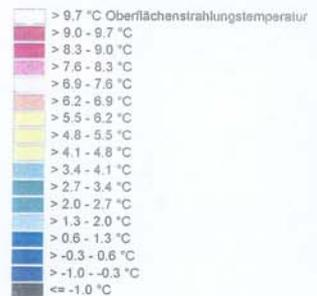 > 9.7 °C Oberflächenstrahlungstemperatur
> 9.0 - 9.7 °C
> 8.3 - 9.0 °C
> 7.6 - 8.3 °C
> 6.9 - 7.6 °C
> 6.2 - 6.9 °C
> 5.5 - 6.2 °C
> 4.8 - 5.5 °C
> 4.1 - 4.8 °C
> 3.4 - 4.1 °C
> 2.7 - 3.4 °C
> 2.0 - 2.7 °C
> 1.3 - 2.0 °C
> 0.6 - 1.3 °C
> -0.3 - 0.6 °C
> -1.0 - -0.3 °C
<= -1.0 °C